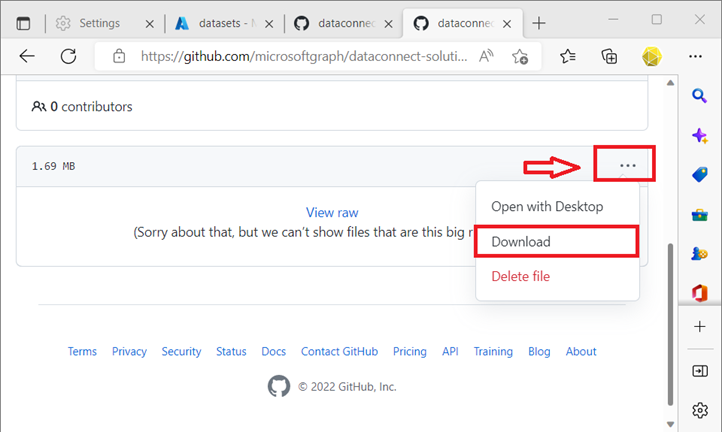 Settings
datasets - M
dataconnec
dataconnec
https://github.com/microsoftgraph/dataconnect-soluti...
0 contributors
1.69 MB
View raw
(Sorry about that, but we can't show files that are this big r
Open with Desktop
Download
Delete file
Terms Privacy Security Status Docs Contact GitHub Pricing API Training Blog About
© 2022 GitHub, Inc.